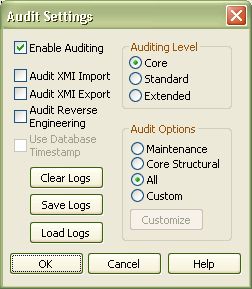 Audit Settings
Enable Auditing
Audit XMI Import
Audit XMI Export
Audit Reverse
Engineering
Use Database
Timestamp
Clear Logs
Save Logs
Load Logs
Auditing Level
Core
Standard
Extended
Audit Options
Maintenance
Core Structural
All
Custom
Customize
OK
Cancel
Help